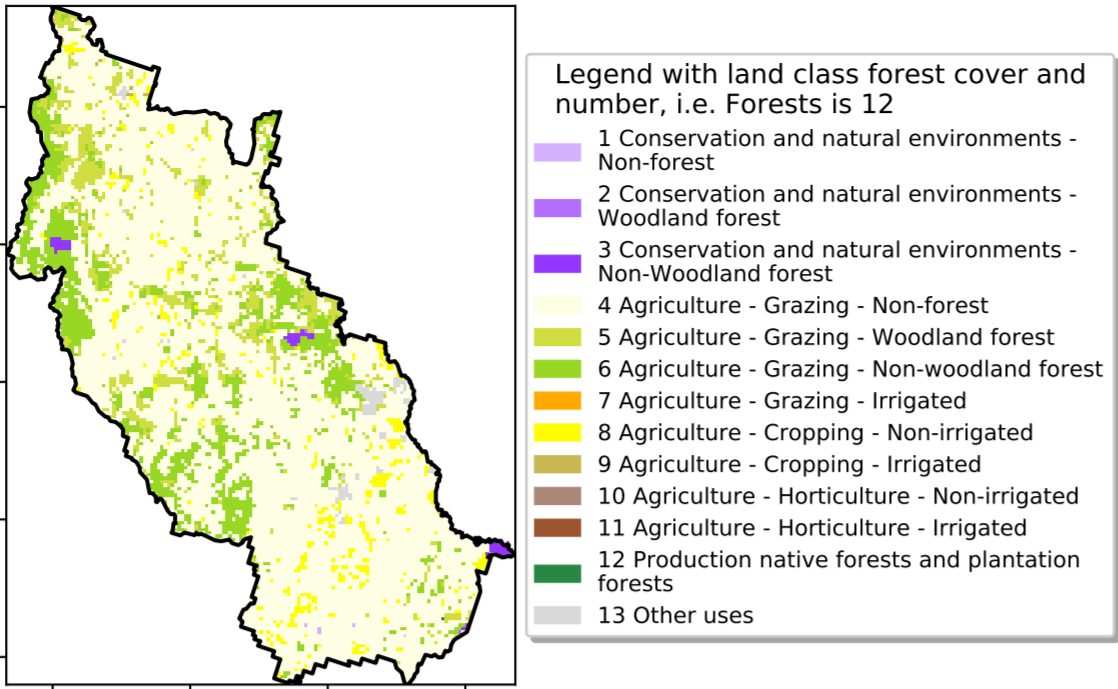 Legend with land class forest cover and
number, i.e. Forests is 12
1 Conservation and natural environments -
Non-forest
2 Conservation and natural environments -
Woodland forest
3 Conservation and natural environments -
Non-Woodland forest
4 Agriculture - Grazing - Non-forest
5 Agriculture - Grazing - Woodland forest
6 Agriculture - Grazing - Non-woodland forest
7 Agriculture - Grazing - Irrigated
8 Agriculture - Cropping - Non-irrigated
9 Agriculture - Cropping - Irrigated
10 Agriculture - Horticulture - Non-irrigated
11 Agriculture - Horticulture - Irrigated
12 Production native forests and plantation
forests
13 Other uses